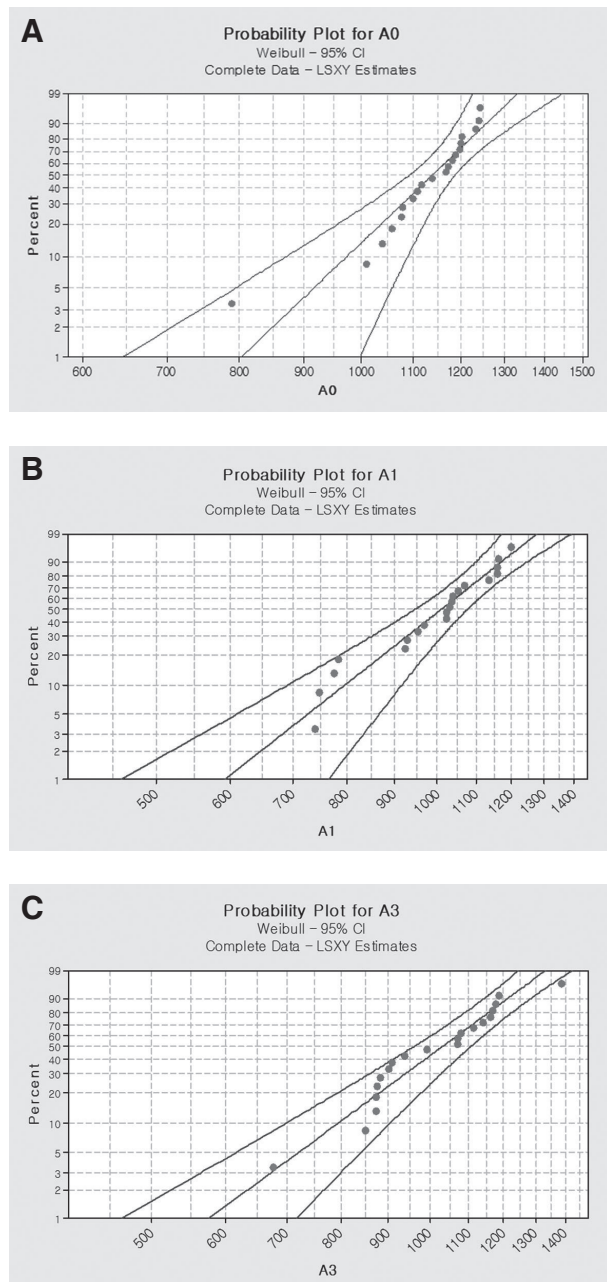 A
Probability Plot for A0
Weibull – 95% CI
Complete Data – LSXY Estimates
99
90
80
70
60
50
40
30
20
10
5
3
2
1
Percent
600 700 800 900 1000 1100 1200 1300 1400 1500
A0
B
Probability Plot for A1
Weibull – 95% CI
Complete Data – LSXY Estimates
99
90
80
70
60
50
40
30
20
10
5
3
2
1
Percent
500 600 700 800 900 1000 1100 1200 1300 1400
A1
C
Probability Plot for A3
Weibull – 95% CI
Complete Data – LSXY Estimates
99
90
80
70
60
50
40
30
20
10
5
3
2
1
Percent
500 600 700 800 900 1000 1100 1200 1300 1400
A3